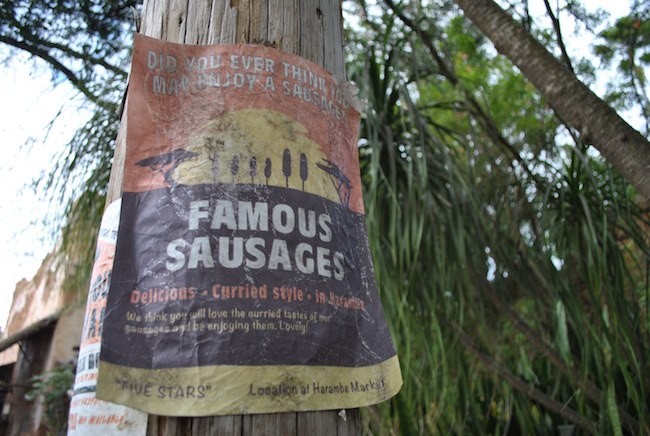 DID YOU EVER THINK YOU
MAY ENJOY A SAUSAGE?
FAMOUS
SAUSAGES
Delicious - Curried style - in Harambe
We think you will love the curried tastes of our
sausages and be enjoying them. Lovely!
"FIVE STARS"
Location at Harambe Market